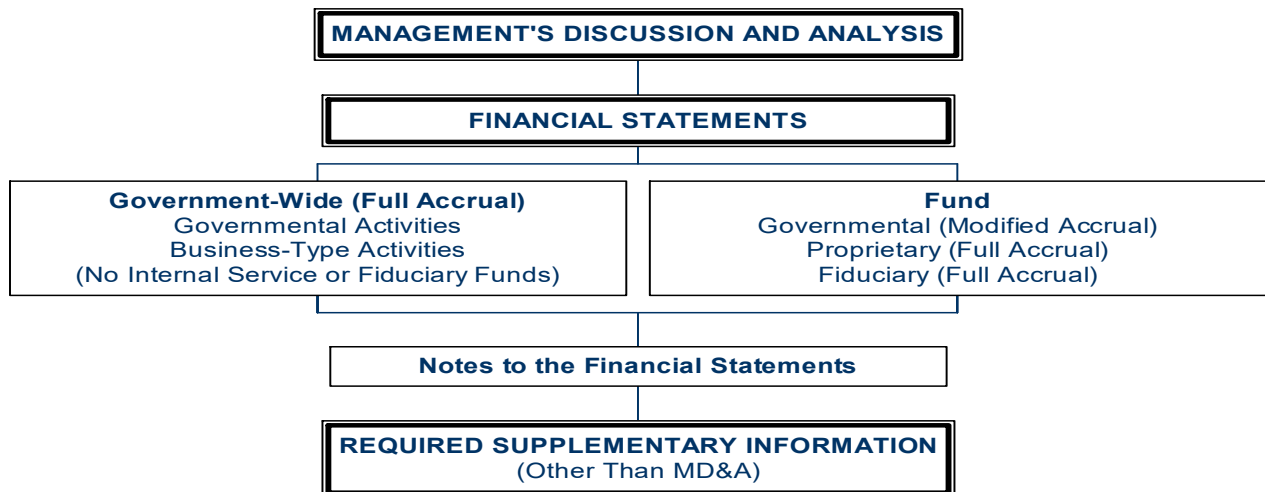 MANAGEMENT'S DISCUSSION AND ANALYSIS
FINANCIAL STATEMENTS
Government-Wide (Full Accrual)
Governmental Activities
Business-Type Activities
(No Internal Service or Fiduciary Funds)
Fund
Governmental (Modified Accrual)
Proprietary (Full Accrual)
Fiduciary (Full Accrual)
Notes to the Financial Statements
REQUIRED SUPPLEMENTARY INFORMATION
(Other Than MD&A)